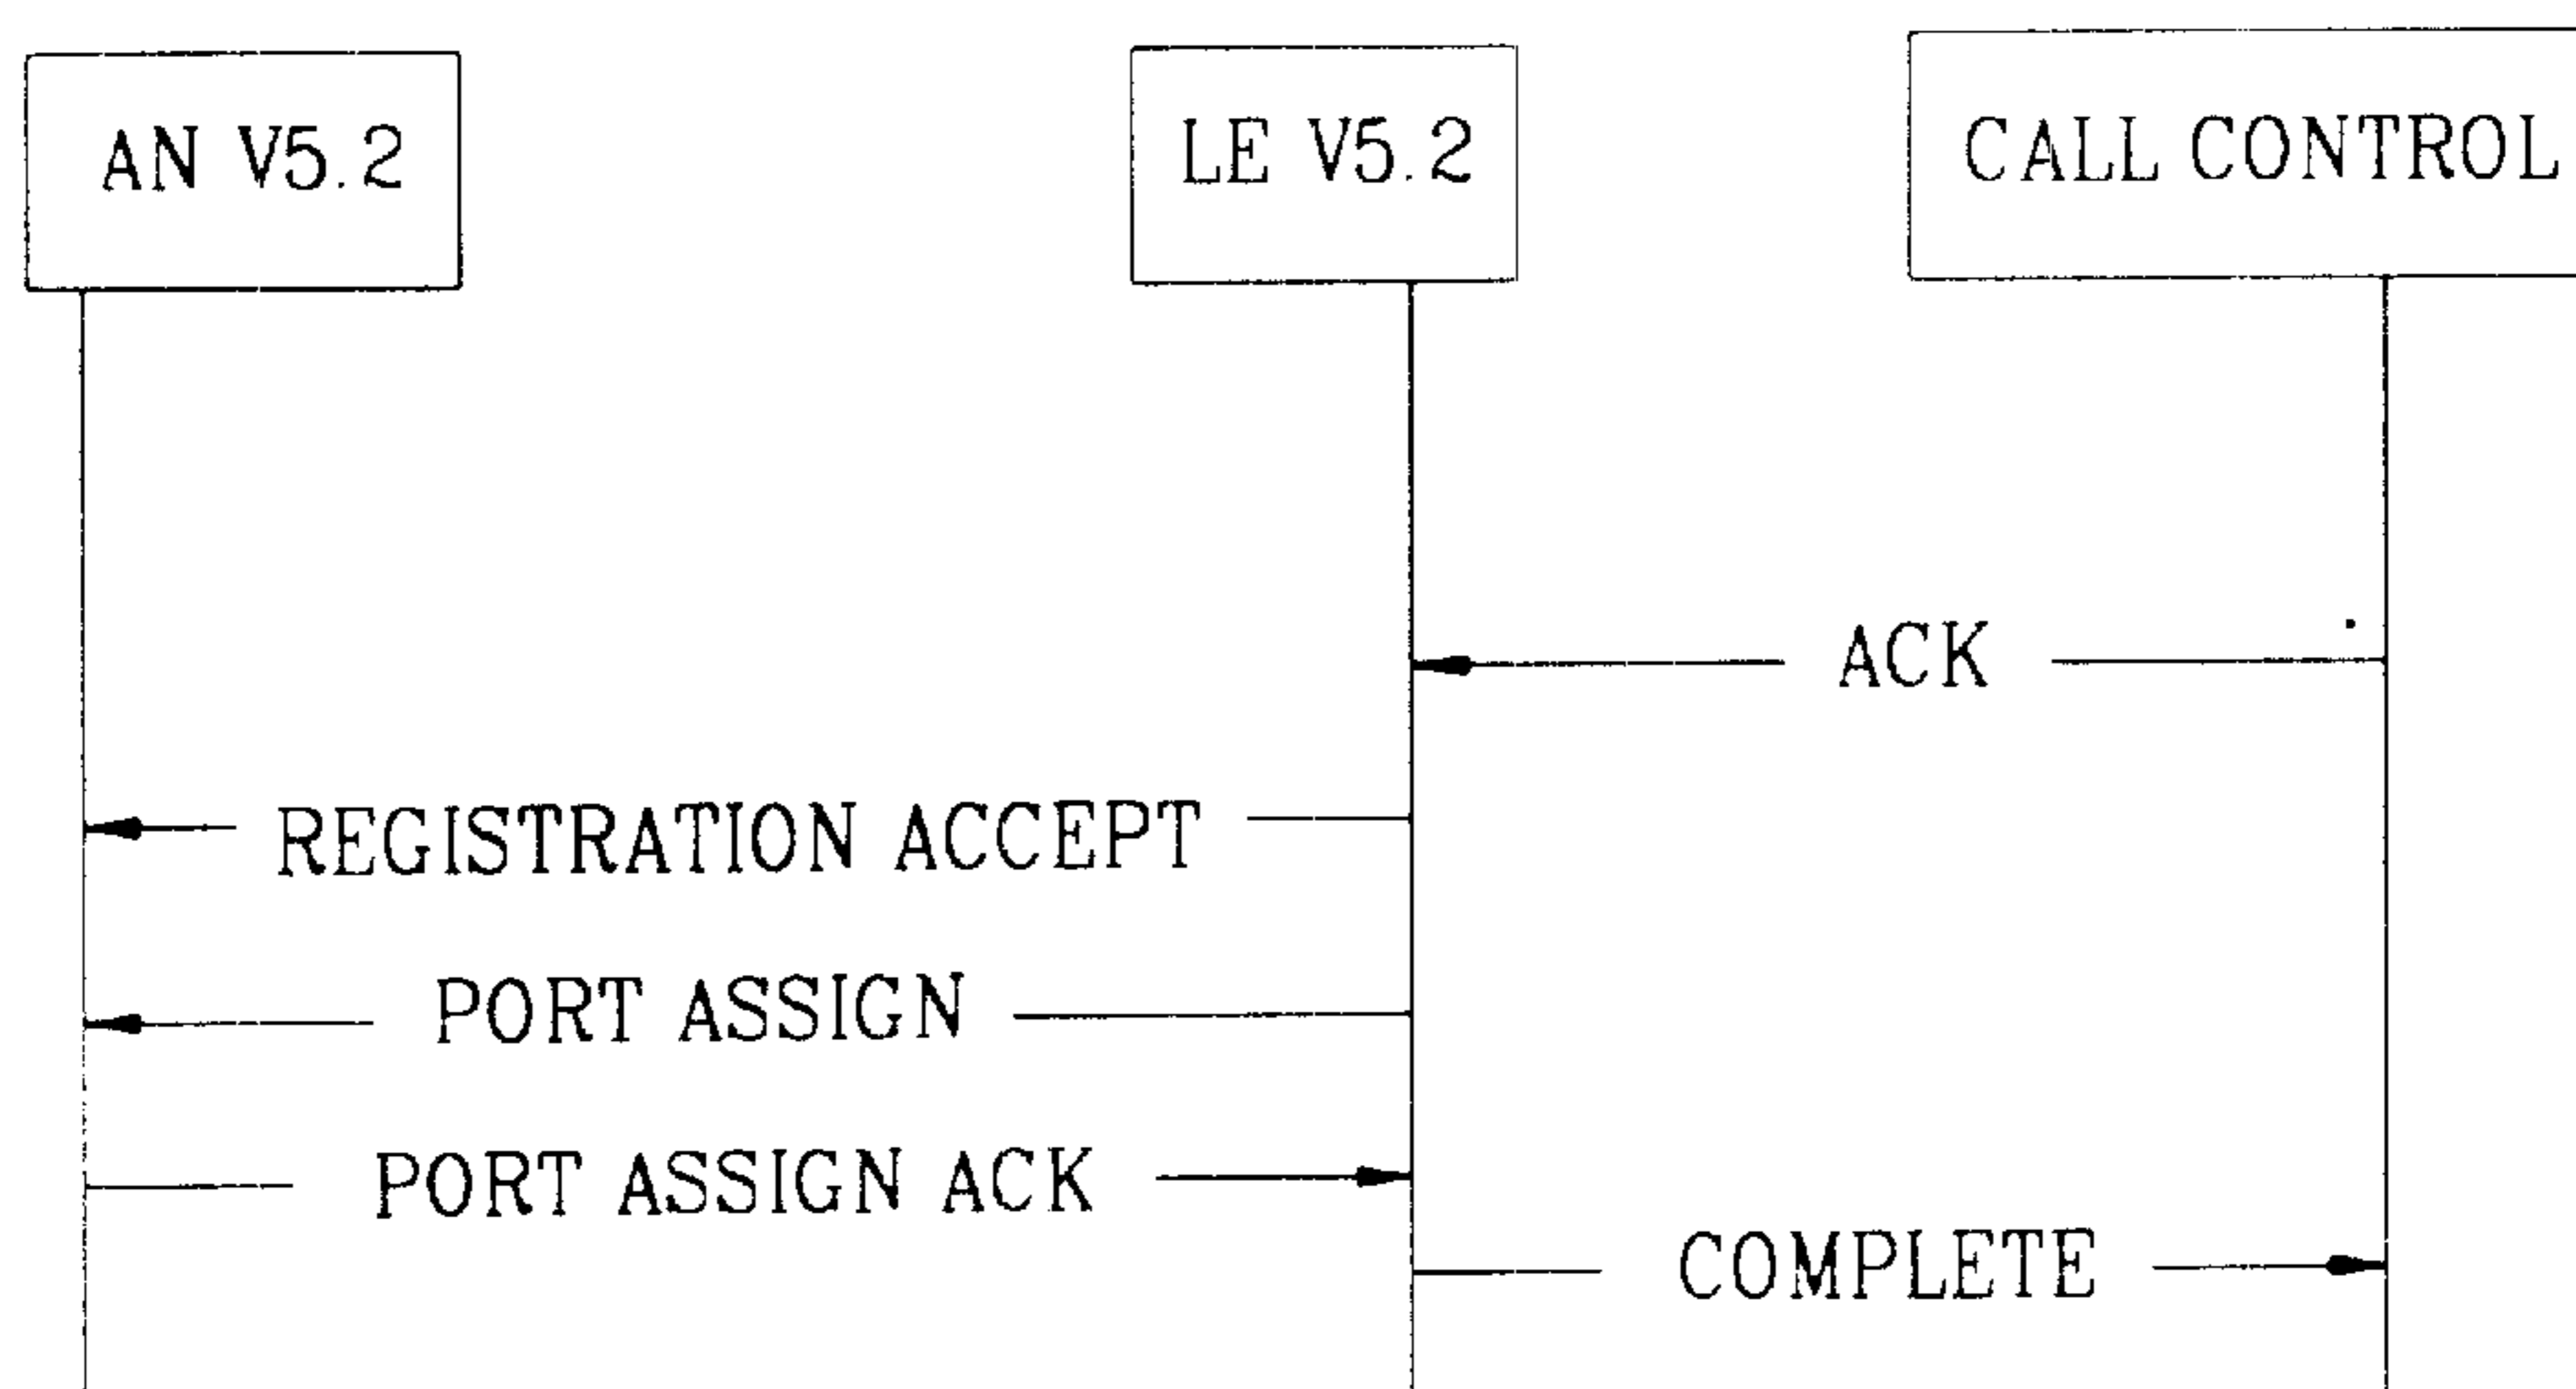 AN V5.2
LE V5.2
CALL CONTROL
ACK
REGISTRATION ACCEPT
PORT ASSIGN
PORT ASSIGN ACK
COMPLETE